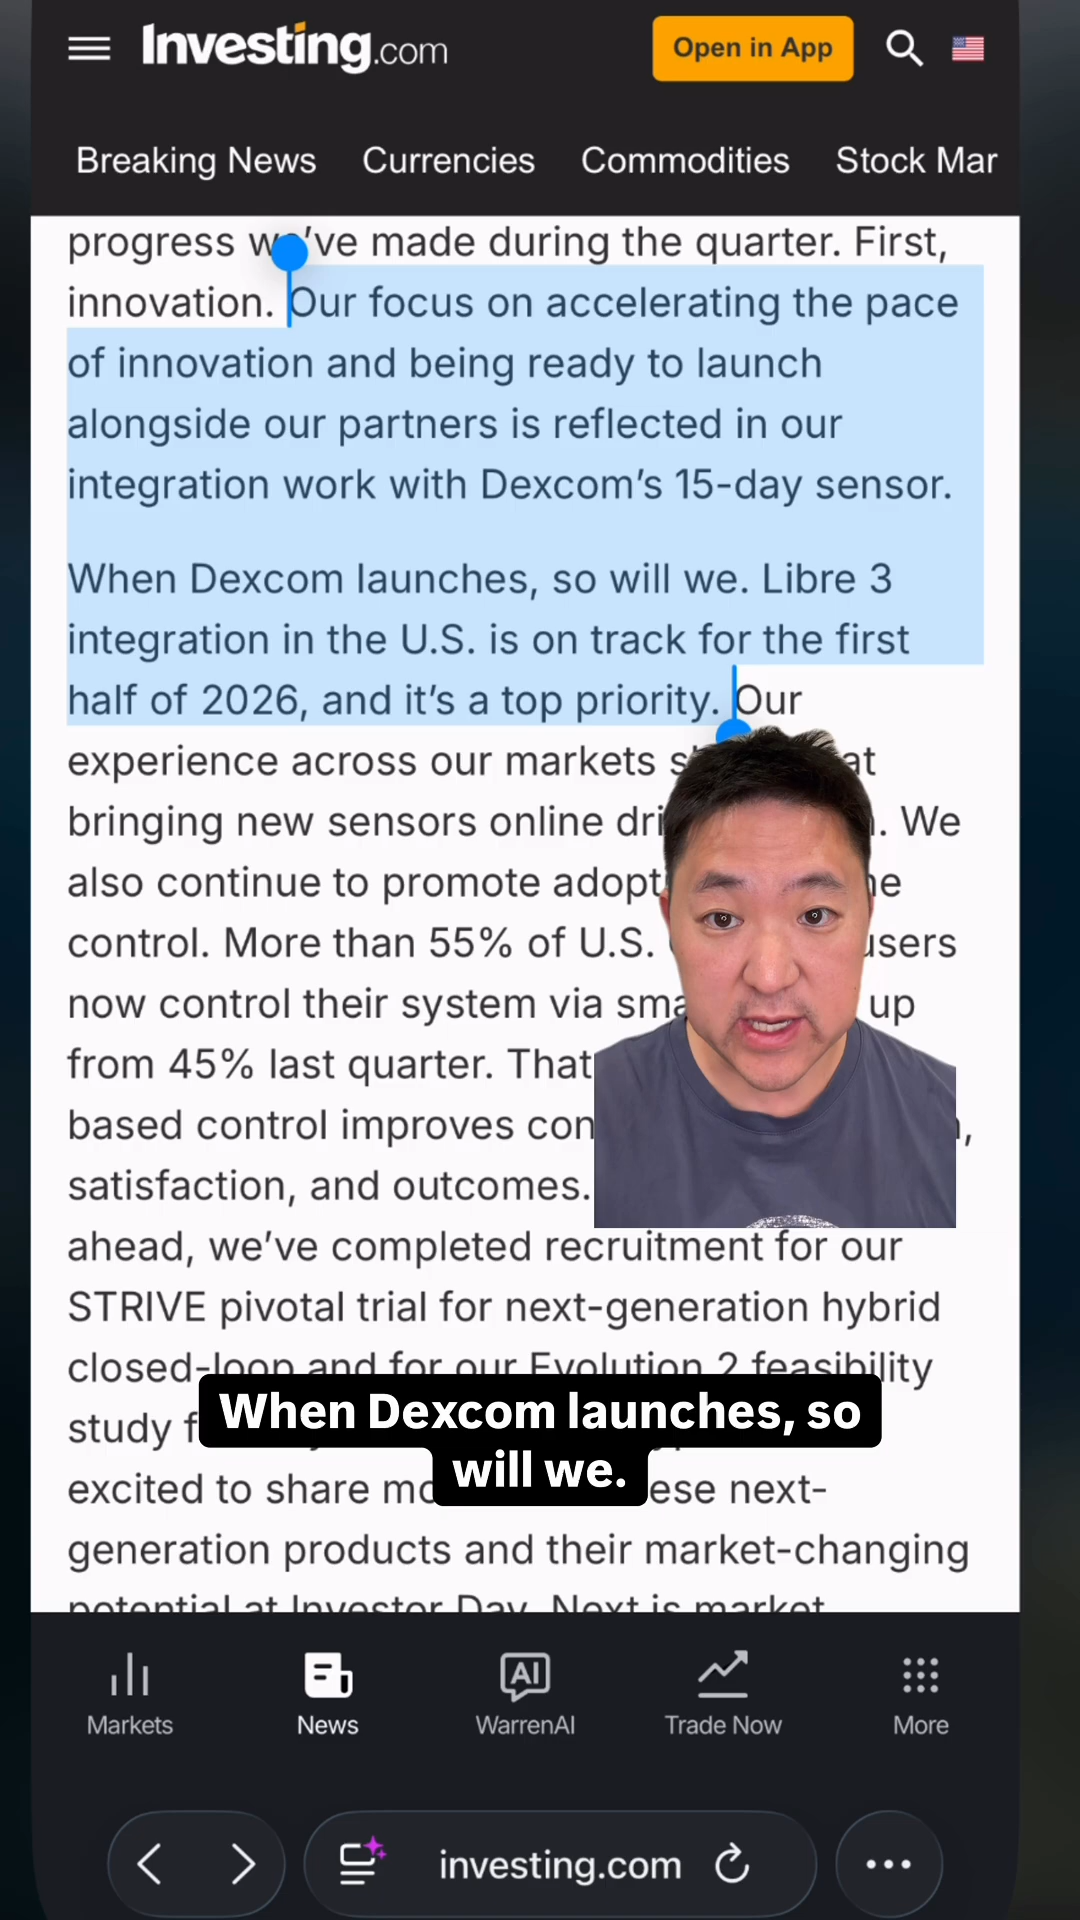 Investing.com
Open in App
Breaking News Currencies Commodities Stock Mar
progress we've made during the quarter. First,
innovation. Our focus on accelerating the pace
of innovation and being ready to launch
alongside our partners is reflected in our
integration work with Dexcom's 15-day sensor.
When Dexcom launches, so will we. Libre 3
integration in the U.S. is on track for the first
half of 2026, and it's a top priority. Our
experience across our markets
bringing new sensors online We
also continue to promote
control. More than 55% of U.S. users
now control their system via up
from 45% last quarter. That
based control improves
satisfaction, and outcomes.
ahead, we've completed recruitment for our
STRIVE pivotal trial for next-generation hybrid
closed-loop and for our Evolution 2 feasibility
study
When Dexcom launches, so
will we.
excited to share next-
generation products and their market-changing
potential at Investor Day. Next is market
Markets
News
AI
WarrenAI
Trade Now
More
investing.com